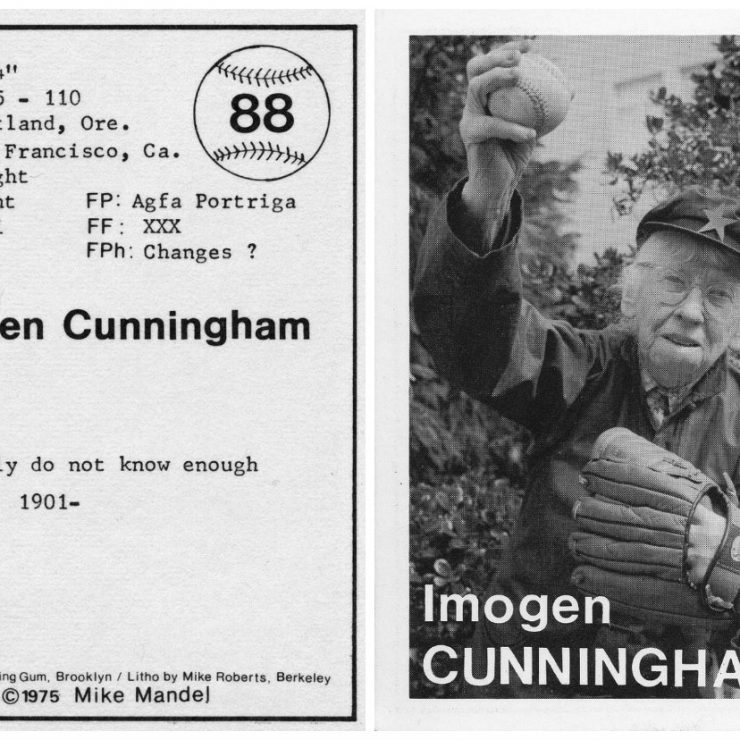 4"
5 - 110
tland, Ore.
Francisco, Ca.
ght
ht FP: Agfa Portriga
FF: XXX
FPh: Changes ?
88
en Cunningham
ly do not know enough
1901-
ing Gum, Brooklyn / Litho by Mike Roberts, Berkeley
©1975 Mike Mandel
Imogen
CUNNINGHA